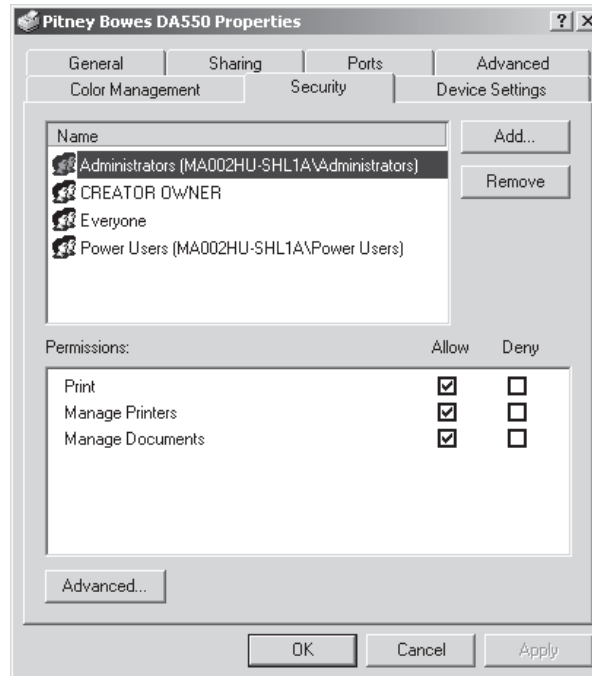 Pitney Bowes DA550 Properties
General Sharing Ports Advanced
Color Management Security Device Settings
Name
Administrators (MA002HU-SHL1A\Administrators)
CREATOR OWNER
Everyone
Power Users (MA002HU-SHL1A\Power Users)
Add...
Remove
Permissions: Allow Deny
Print
Manage Printers
Manage Documents
Advanced...
OK Cancel Apply